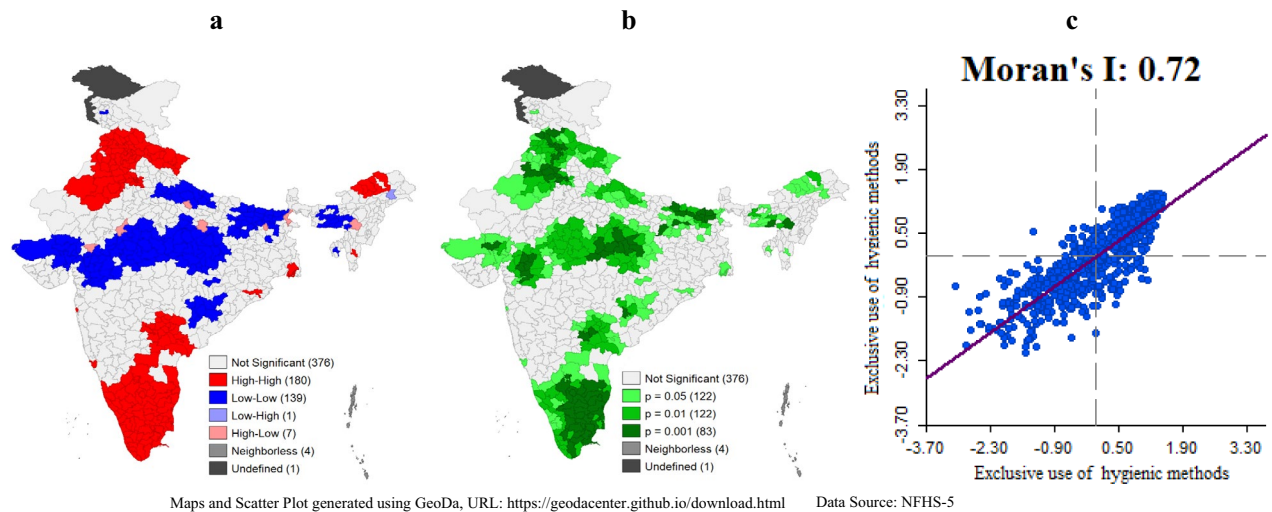 a
b
c
Moran's I: 0.72
Not Significant (376)
High-High (180)
Low-Low (139)
Low-High (1)
High-Low (7)
Neighborless (4)
Undefined (1)
Not Significant (376)
p = 0.05 (122)
p = 0.01 (122)
p = 0.001 (83)
Neighborless (4)
Undefined (1)
Exclusive use of hygienic methods
3.30
1.90
0.50
-0.90
-2.30
-3.70
-3.70
-2.30
-0.90
0.50
1.90
3.30
Exclusive use of hygienic methods
Maps and Scatter Plot generated using GeoDa, URL: https://geodacenter.github.io/download.html
Data Source: NFHS-5